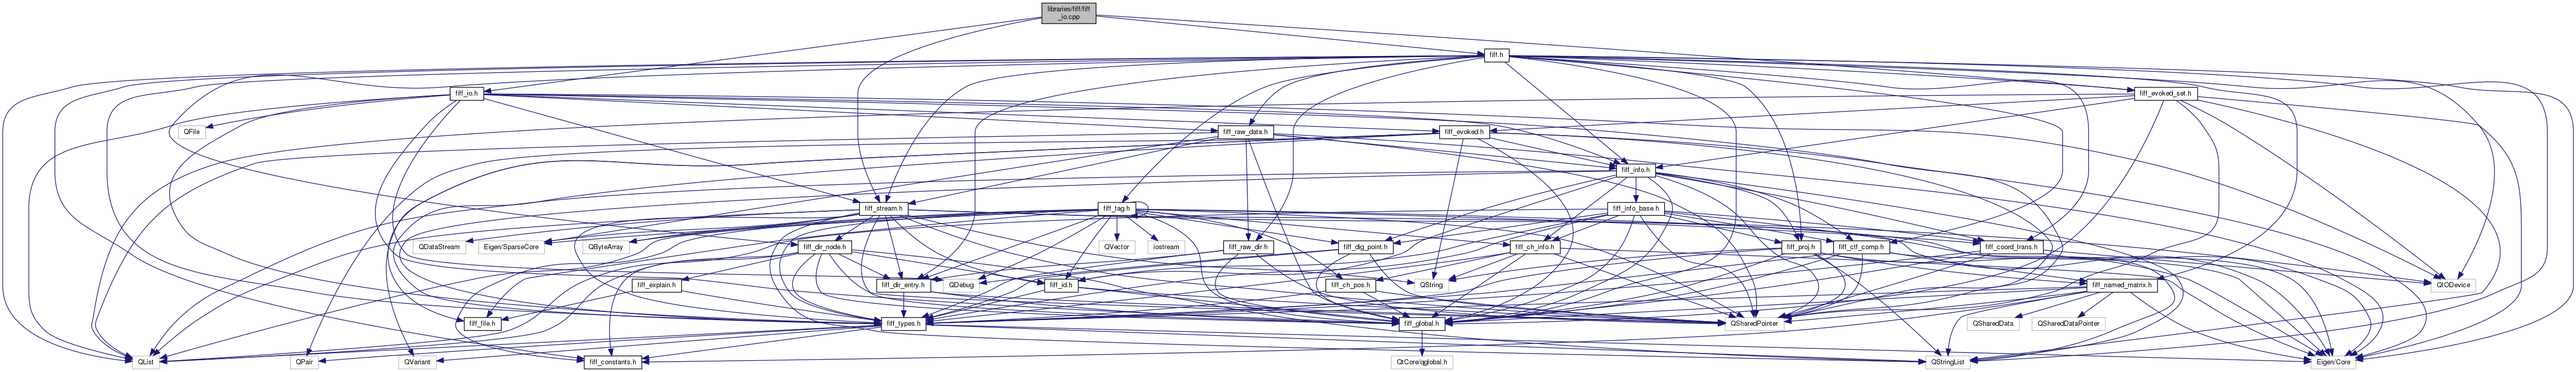 libraries/fiff/fiff
_io.cpp
fiff.h
fiff_io.h
fiff_evoked_set.h
QFile
fiff_raw_data.h
fiff_evoked.h
fiff_info.h
fiff_stream.h
fiff_tag.h
fiff_info_base.h
QDataStream
Eigen/SparseCore
QByteArray
fiff_dir_node.h
QVector
iostream
fiff_raw_dir.h
fiff_dig_point.h
fiff_ch_info.h
fiff_proj.h
fiff_ctf_comp.h
fiff_coord_trans.h
fiff_explain.h
fiff_dir_entry.h
QDebug
fiff_id.h
fiff_ch_pos.h
QString
fiff_named_matrix.h
QIODevice
fiff_file.h
fiff_types.h
fiff_global.h
QSharedPointer
QSharedData
QSharedDataPointer
QList
QPair
QVariant
fiff_constants.h
QtCore/qglobal.h
QStringList
Eigen/Core